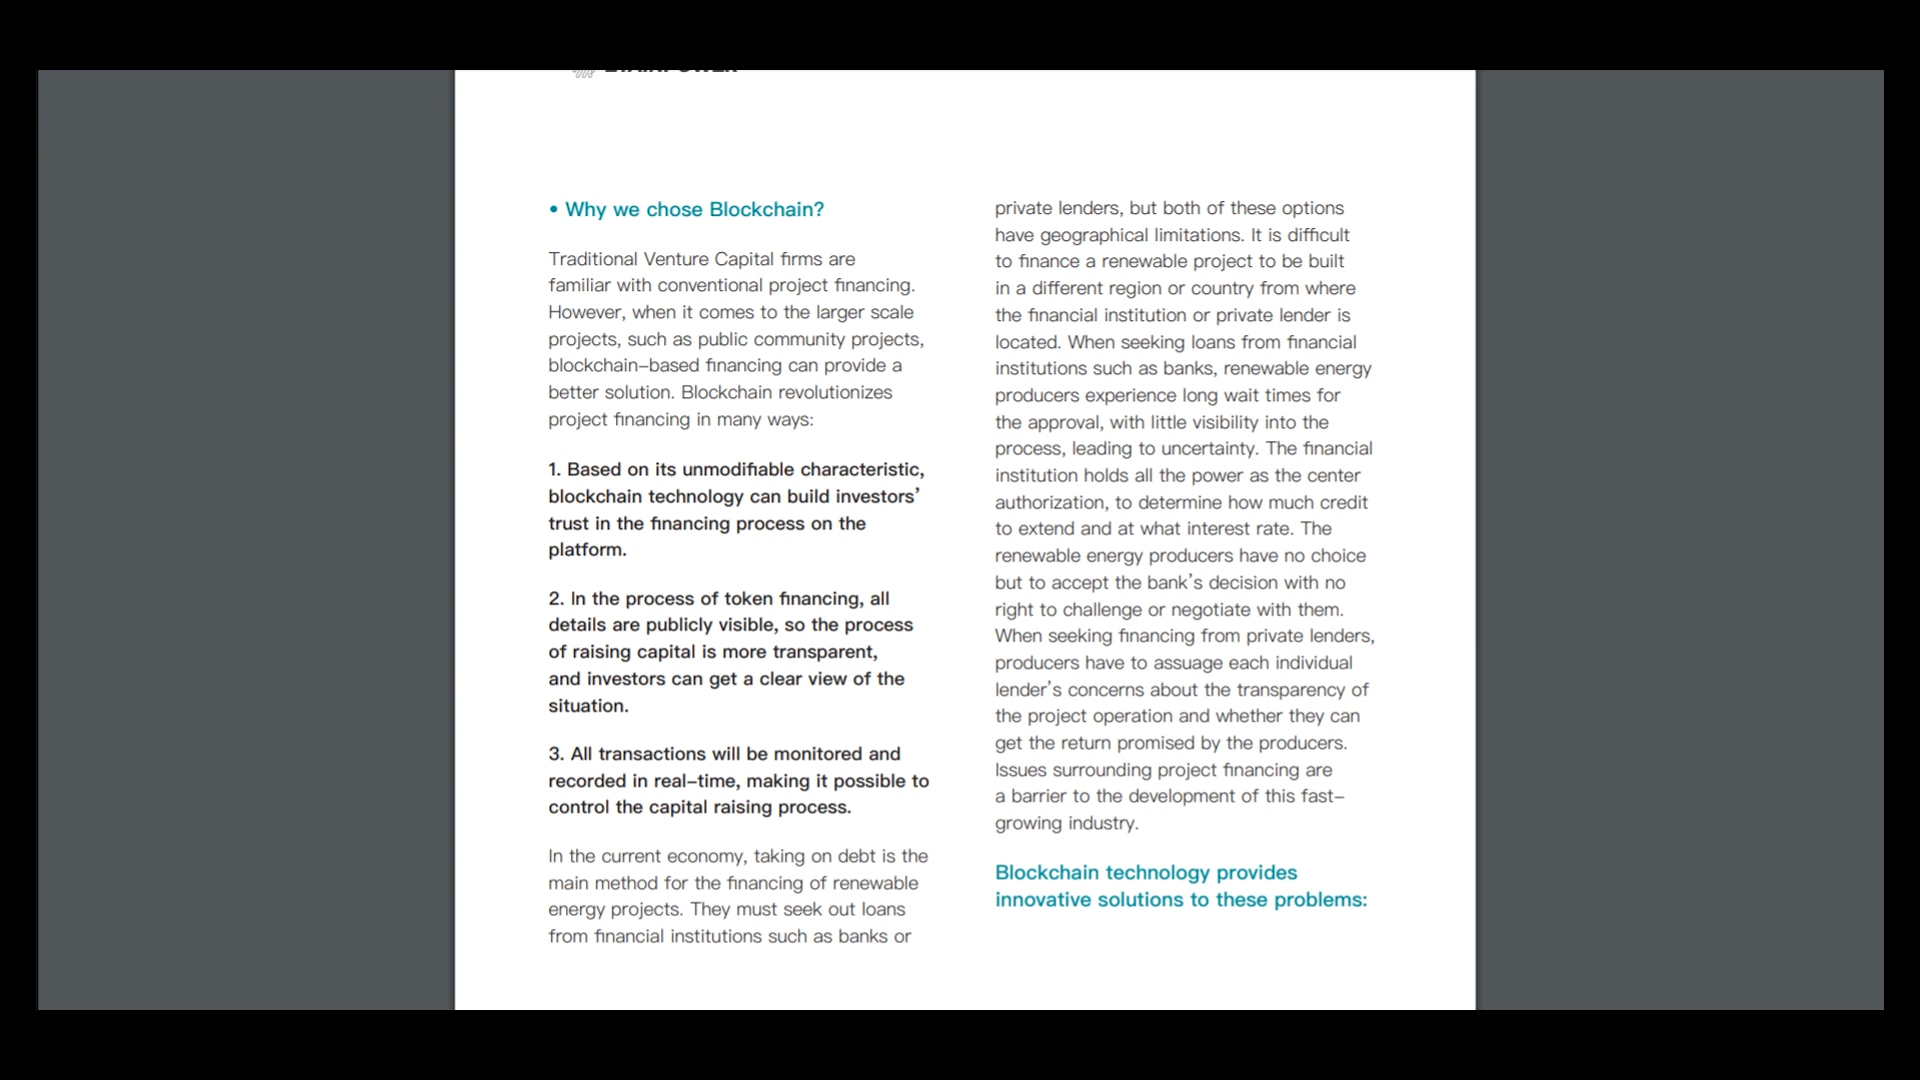 • Why we chose Blockchain?
Traditional Venture Capital firms are
familiar with conventional project financing.
However, when it comes to the larger scale
projects, such as public community projects,
blockchain–based financing can provide a
better solution. Blockchain revolutionizes
project financing in many ways:
1. Based on its unmodifiable characteristic,
blockchain technology can build investors’
trust in the financing process on the
platform.
2. In the process of token financing, all
details are publicly visible, so the process
of raising capital is more transparent,
and investors can get a clear view of the
situation.
3. All transactions will be monitored and
recorded in real–time, making it possible to
control the capital raising process.
In the current economy, taking on debt is the
main method for the financing of renewable
energy projects. They must seek out loans
from financial institutions such as banks or
private lenders, but both of these options
have geographical limitations. It is difficult
to finance a renewable project to be built
in a different region or country from where
the financial institution or private lender is
located. When seeking loans from financial
institutions such as banks, renewable energy
producers experience long wait times for
the approval, with little visibility into the
process, leading to uncertainty. The financial
institution holds all the power as the center
authorization, to determine how much credit
to extend and at what interest rate. The
renewable energy producers have no choice
but to accept the bank’s decision with no
right to challenge or negotiate with them.
When seeking financing from private lenders,
producers have to assuage each individual
lender’s concerns about the transparency of
the project operation and whether they can
get the return promised by the producers.
Issues surrounding project financing are
a barrier to the development of this fast–
growing industry.
Blockchain technology provides
innovative solutions to these problems: